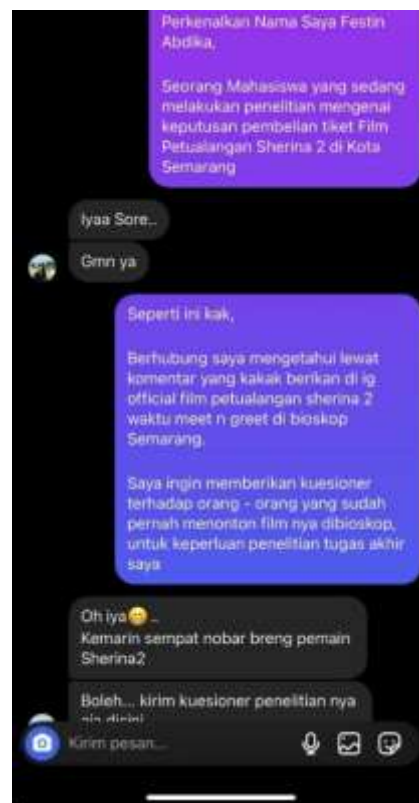 Perkenalkan Nama Saya Festin
Abdika,
Seorang Mahasiswa yang sedang
melakukan penelitian mengenai
keputusan pembelian tiket Film
Petualangan Sherina 2 di Kota
Semarang
Iyaa Sore..
Gmn ya
Seperti ini kak,
Berhubung saya mengetahui lewat
komentar yang kakak berikan di ig
official film petualangan sherina 2
waktu meet n greet di bioskop
Semarang.
Saya ingin memberikan kuesioner
terhadap orang - orang yang sudah
pernah menonton film nya dibioskop,
untuk keperluan penelitian tugas akhir
saya
Oh iya😊..
Kemarin sempat nobar breng pemain
Sherina2
Boleh... kirim kuesioner penelitian nya
aja disini
Kirim pesan...